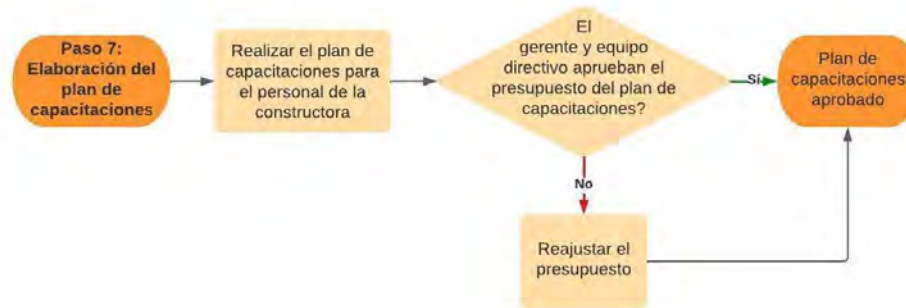 Paso 7:
Elaboración del
plan de
capacitaciones
Realizar el plan de
capacitaciones para
el personal de la
constructora
El
gerente y equipo
directivo aprueban el
presupuesto del plan de
capacitaciones?
Sí
Plan de
capacitaciones
aprobado
No
Reajustar el
presupuesto